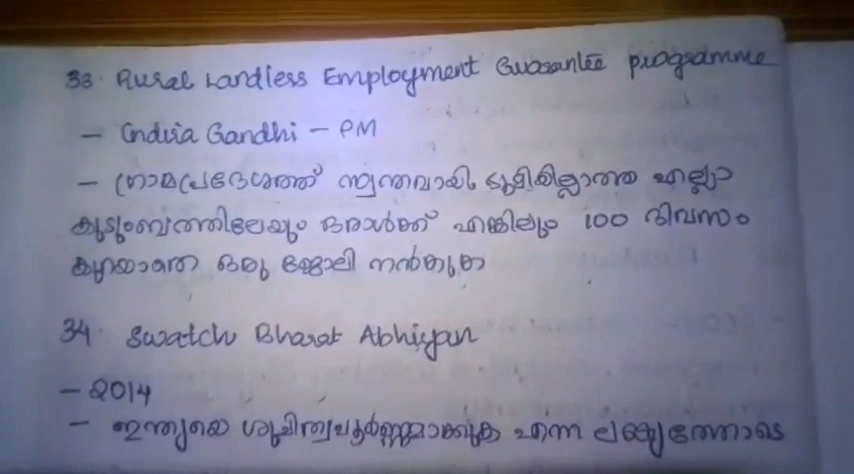 33. Rural Landless Employment Guarantee programme
- Indira Gandhi - PM
- ഗ്രാമപ്രദേശത്ത് സ്വന്തവായി ഭൂമിയില്ലാത്ത എല്ലാ
കുടുംബത്തിലേയും ഒരാൾക്ക് എങ്കിലും 100 ദിവസം
കുറയാതെ ഒരു ജോലി നൽകുക
34. Swatch Bharat Abhiyan
- 2014
- ഇന്ത്യയെ ശുചിത്വപൂർണ്ണമാക്കുക എന്ന ലക്ഷ്യത്തോടെ